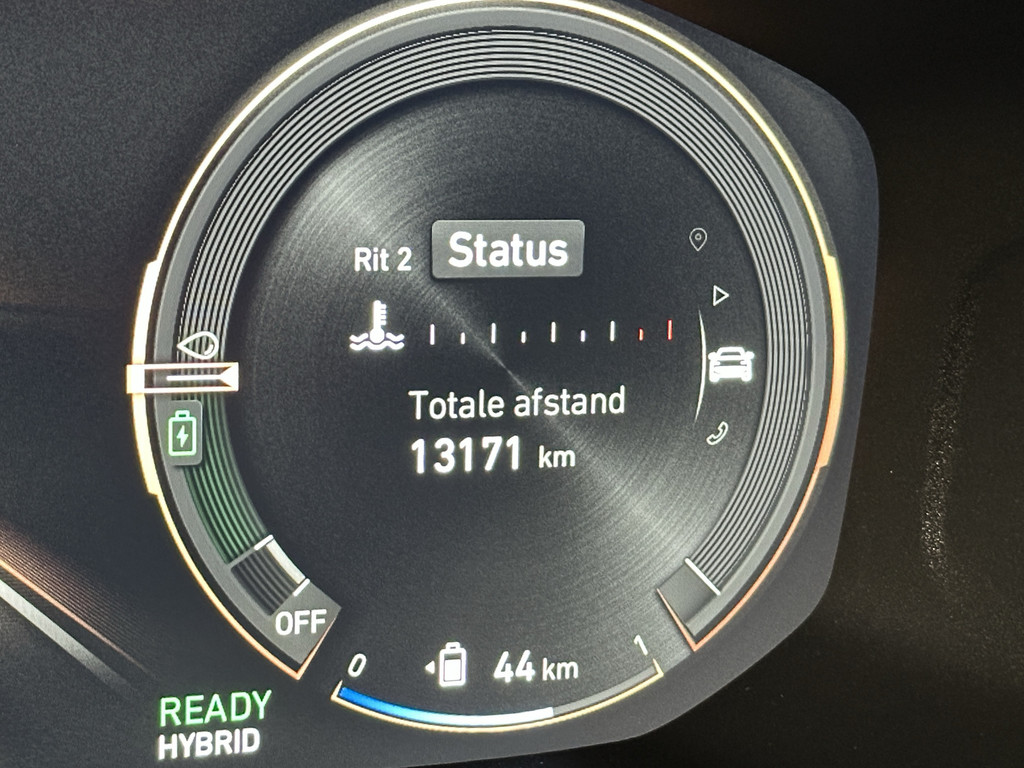 Rit 2 Status
Totale afstand
13171 km
OFF
0 44 km 1
READY
HYBRID